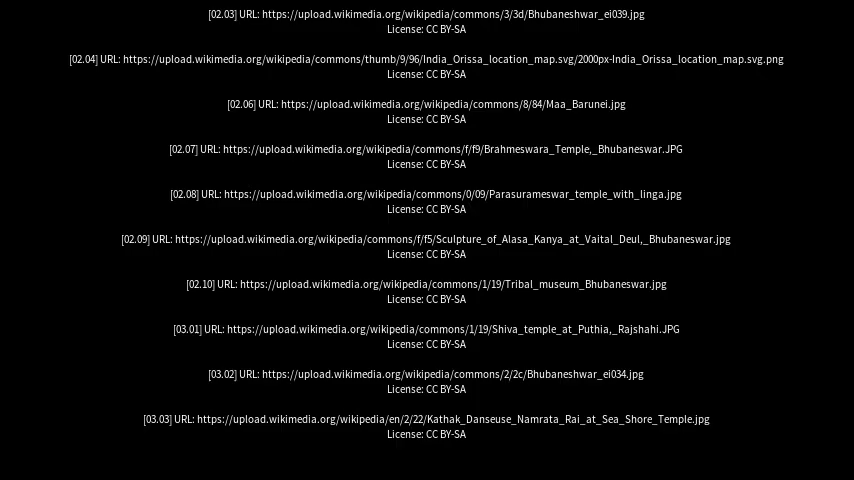 [02.03] URL: https://upload.wikimedia.org/wikipedia/commons/3/3d/Bhubaneshwar_ei039.jpg
License: CC BY-SA
[02.04] URL: https://upload.wikimedia.org/wikipedia/commons/thumb/9/96/India_Orissa_location_map.svg/2000px-India_Orissa_location_map.svg.png
License: CC BY-SA
[02.06] URL: https://upload.wikimedia.org/wikipedia/commons/8/84/Maa_Barunei.jpg
License: CC BY-SA
[02.07] URL: https://upload.wikimedia.org/wikipedia/commons/f/f9/Brahmeswara_Temple,_Bhubaneswar.JPG
License: CC BY-SA
[02.08] URL: https://upload.wikimedia.org/wikipedia/commons/0/09/Parasurameswar_temple_with_linga.jpg
License: CC BY-SA
[02.09] URL: https://upload.wikimedia.org/wikipedia/commons/f/f5/Sculpture_of_Alasa_Kanya_at_Vaital_Deul,_Bhubaneswar.jpg
License: CC BY-SA
[02.10] URL: https://upload.wikimedia.org/wikipedia/commons/1/19/Tribal_museum_Bhubaneswar.jpg
License: CC BY-SA
[03.01] URL: https://upload.wikimedia.org/wikipedia/commons/1/19/Shiva_temple_at_Puthia,_Rajshahi.JPG
License: CC BY-SA
[03.02] URL: https://upload.wikimedia.org/wikipedia/commons/2/2c/Bhubaneshwar_ei034.jpg
License: CC BY-SA
[03.03] URL: https://upload.wikimedia.org/wikipedia/en/2/22/Kathak_Danseuse_Namrata_Rai_at_Sea_Shore_Temple.jpg
License: CC BY-SA